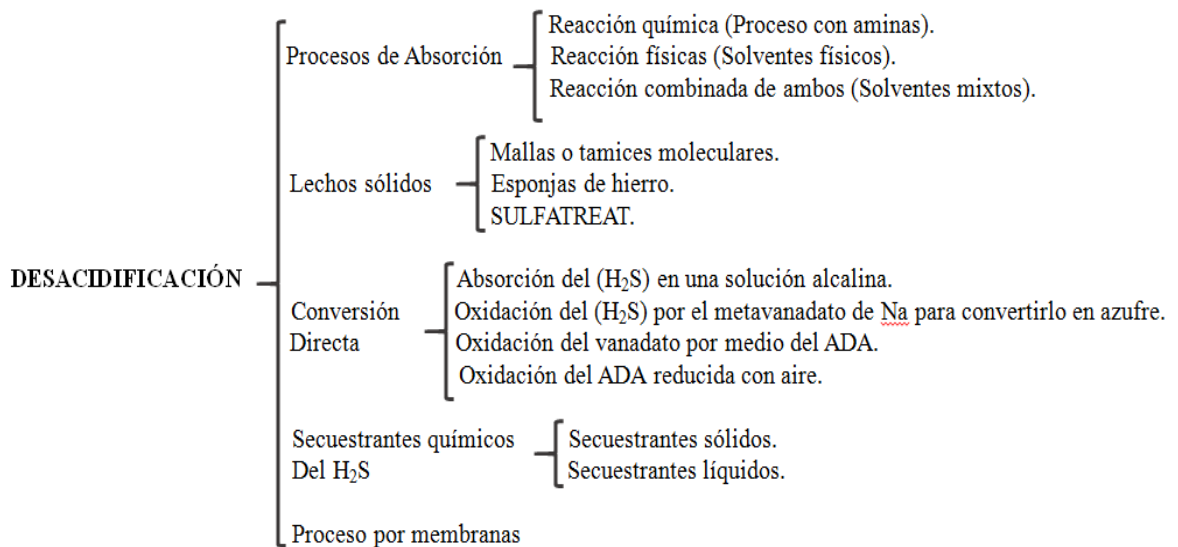 DESACIDIFICACIÓN
Procesos de Absorción
Reacción química (Proceso con aminas).
Reacción físicas (Solventes físicos).
Reacción combinada de ambos (Solventes mixtos).
Lechos sólidos
Mallas o tamices moleculares.
Esponjas de hierro.
SULFATREAT.
Conversión
Directa
Absorción del (H₂S) en una solución alcalina.
Oxidación del (H₂S) por el metavanadato de Na para convertirlo en azufre.
Oxidación del vanadato por medio del ADA.
Oxidación del ADA reducida con aire.
Secuestrantes químicos
Del H₂S
Secuestrantes sólidos.
Secuestrantes líquidos.
Proceso por membranas